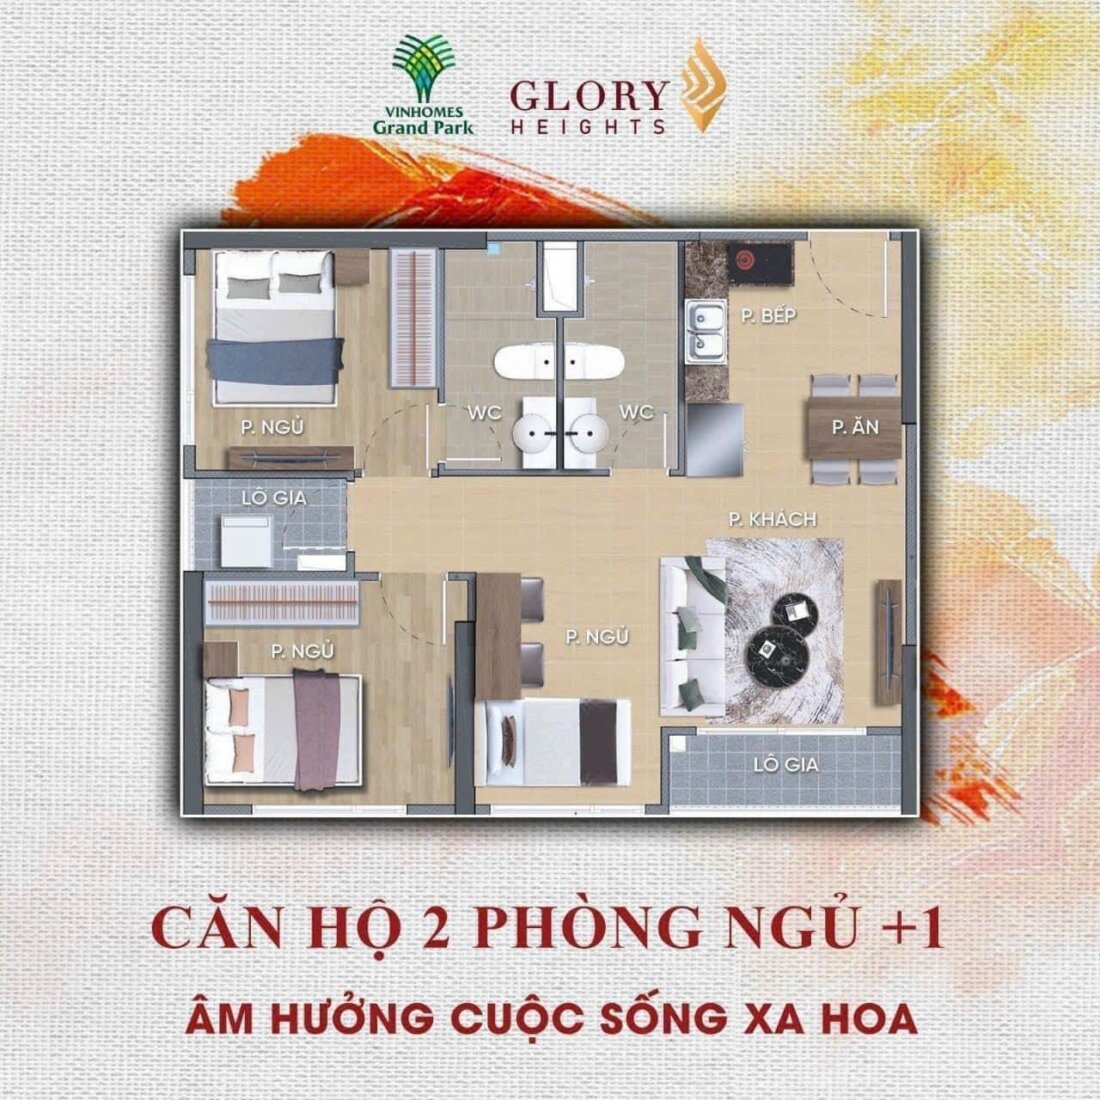 VINHOMES
Grand Park
GLORY
HEIGHTS
P. BẾP
P. NGỦ
WC
WC
P. ĂN
LÔ GIA
P. KHÁCH
P. NGỦ
P. NGỦ
LÔ GIA
CĂN HỘ 2 PHÒNG NGỦ +1
ÂM HƯỞNG CUỘC SỐNG XA HOA